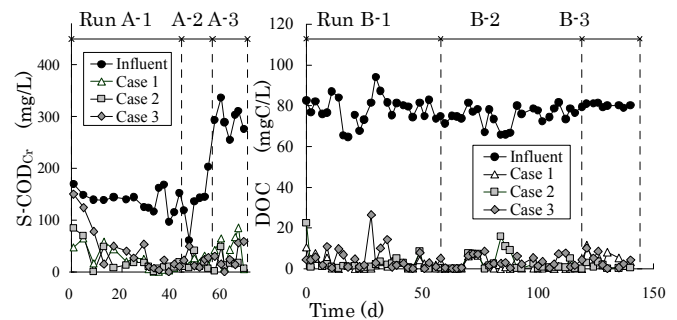 Run A-1 A-2 A-3
S-COD_Cr (mg/L)
400
300
200
100
0
Influent
Case 1
Case 2
Case 3
0 20 40 60
Run B-1 B-2 B-3
DOC (mgC/L)
120
100
80
60
40
20
0
Influent
Case 1
Case 2
Case 3
0 50 100 150
Time (d)